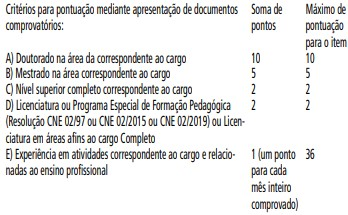 Critérios para pontuação mediante apresentação de documentos Soma de Máximo de
comprovatórios: pontos pontuação
para o item
A) Doutorado na área da correspondente ao cargo 10 10
B) Mestrado na área correspondente ao cargo 5 5
C) Nível superior completo correspondente ao cargo 2 2
D) Licenciatura ou Programa Especial de Formação Pedagógica 2 2
(Resolução CNE 02/97 ou CNE 02/2015 ou CNE 02/2019) ou Licen-
ciatura em áreas afins ao cargo Completo
E) Experiência em atividades correspondente ao cargo e relacio- 1 (um ponto 36
nadas ao ensino profissional para cada
mês inteiro
comprovado)